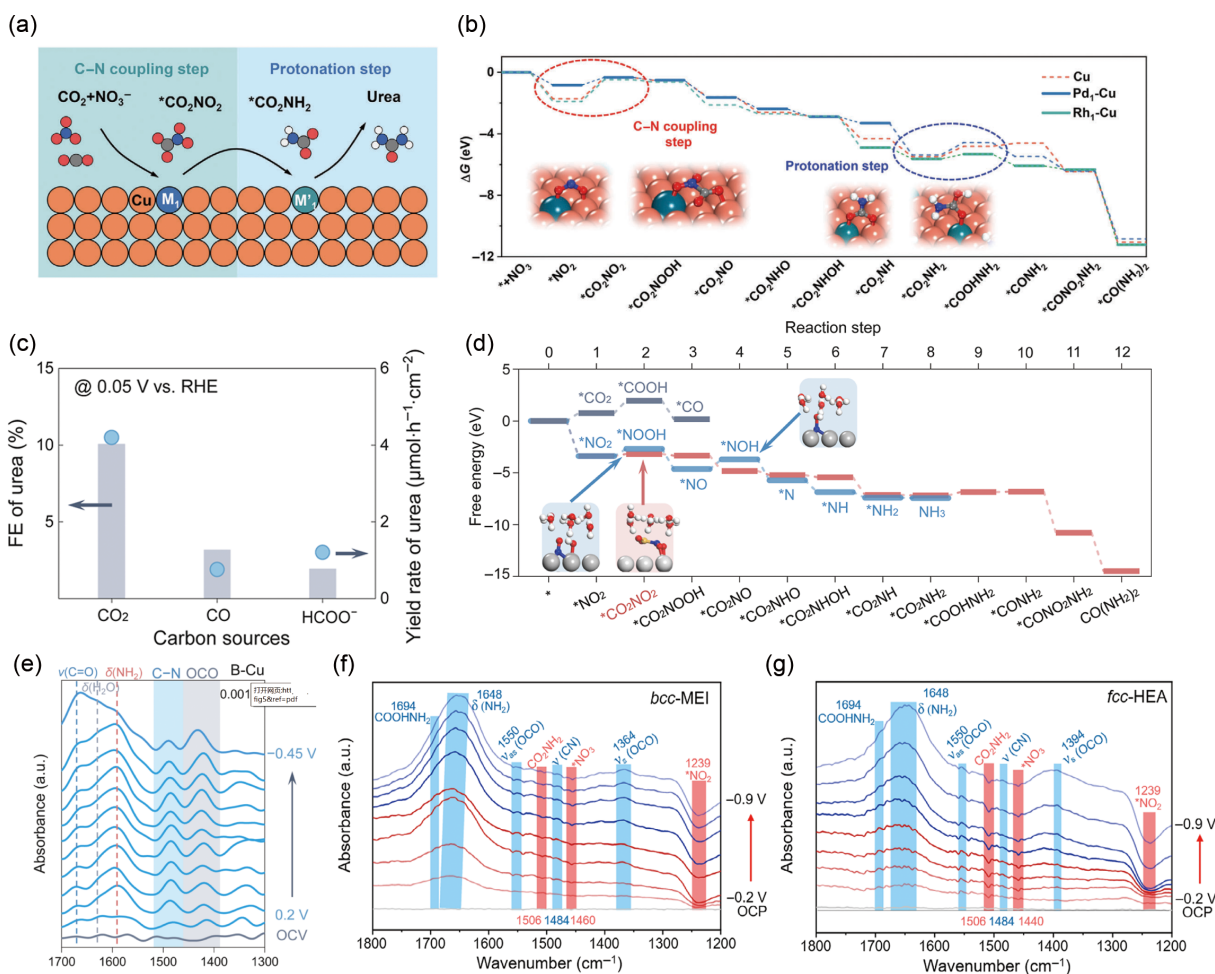 (a)
C–N coupling step
Protonation step
CO₂+NO₃⁻
*CO₂NO₂
*CO₂NH₂
Urea
Cu
M₁
M'₁
(b)
0
−4
−8
−12
ΔG (eV)
C–N coupling
step
Protonation step
Cu
Pd₁-Cu
Rh₁-Cu
*+NO₃
*NO₂
*CO₂NO₂
*CO₂NOOH
*CO₂NO
*CO₂NHO
*CO₂NHOH
*CO₂NH
*CO₂NH₂
*COOHNH₂
*CONH₂
*CONO₂NH₂
*CO(NH₂)₂
(c)
@ 0.05 V vs. RHE
15
10
5
FE of urea (%)
6
4
2
0
Yield rate of urea (μmol·h⁻¹·cm⁻²)
CO₂
CO
HCOO⁻
Carbon sources
(d)
Reaction step
0 1 2 3 4 5 6 7 8 9 10 11 12
5
0
−5
−10
−15
Free energy (eV)
*CO₂
*COOH
*CO
*NO₂
*NOOH
*NO
*NOH
*N
*NH
*NH₂
*NH₃
*
*NO₂
*CO₂NO₂
*CO₂NOOH
*CO₂NO
*CO₂NHO
*CO₂NHOH
*CO₂NH
*CO₂NH₂
*COOHNH₂
*CONH₂
*CONO₂NH₂
CO(NH₂)₂
(e)
ν(C=O)
δ(NH₂)
δ(H₂O)
C–N
OCO
B-Cu
0.001
打开网页:htt
fig5&ref=pdf
−0.45 V
0.2 V
OCV
Absorbance (a.u.)
1700 1600 1500 1400 1300
(f)
bcc-MEI
1694
COOHNH₂
1648
δ (NH₂)
1550
νas (OCO)
CO₂NH₂
ν (CN)
*NO₃
1364
νs (OCO)
1239
*NO₂
−0.9 V
−0.2 V
OCP
1506 1484 1460
Absorbance (a.u.)
1800 1700 1600 1500 1400 1300 1200
Wavenumber (cm⁻¹)
(g)
fcc-HEA
1694
COOHNH₂
1648
δ (NH₂)
1550
νas (OCO)
CO₂NH₂
ν (CN)
*NO₃
1394
νs (OCO)
1239
*NO₂
−0.9 V
−0.2 V
OCP
1506 1484 1440
Absorbance (a.u.)
1800 1700 1600 1500 1400 1300 1200
Wavenumber (cm⁻¹)